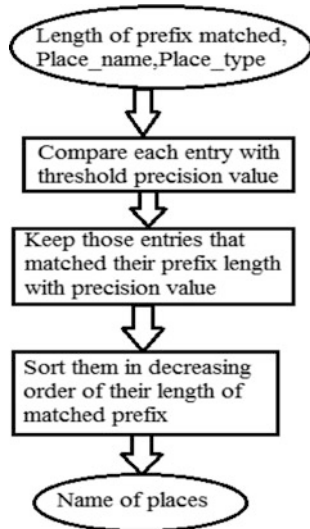 Length of prefix matched,
Place_name,Place_type
Compare each entry with
threshold precision value
Keep those entries that
matched their prefix length
with precision value
Sort them in decreasing
order of their length of
matched prefix
Name of places